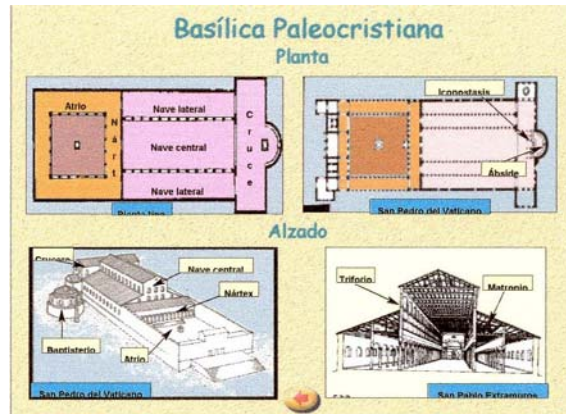 Basílica Paleocristiana
Planta
Atrio
Nárt
Nave lateral
Nave central
Nave lateral
Cruce
Planta tipo
Iconostasis
Ábside
San Pedro del Vaticano
Alzado
Crucero
Nave central
Nártex
Baptisterio
Atrio
San Pedro del Vaticano
Triforio
Matroneo
San Pablo Extramuros